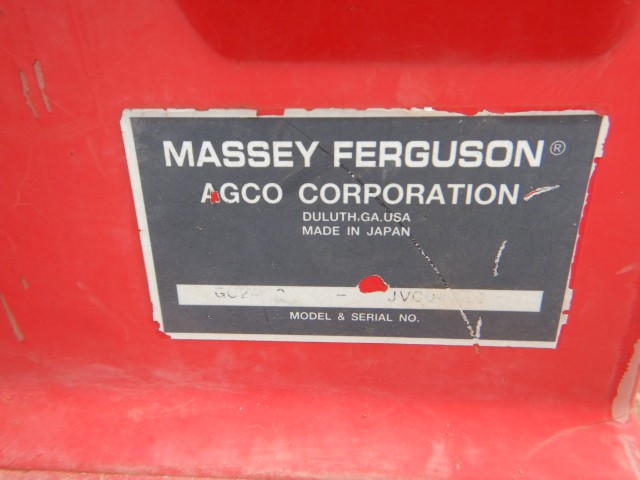 MASSEY FERGUSON®
AGCO CORPORATION
DULUTH,GA.USA
MADE IN JAPAN
MODEL & SERIAL NO.